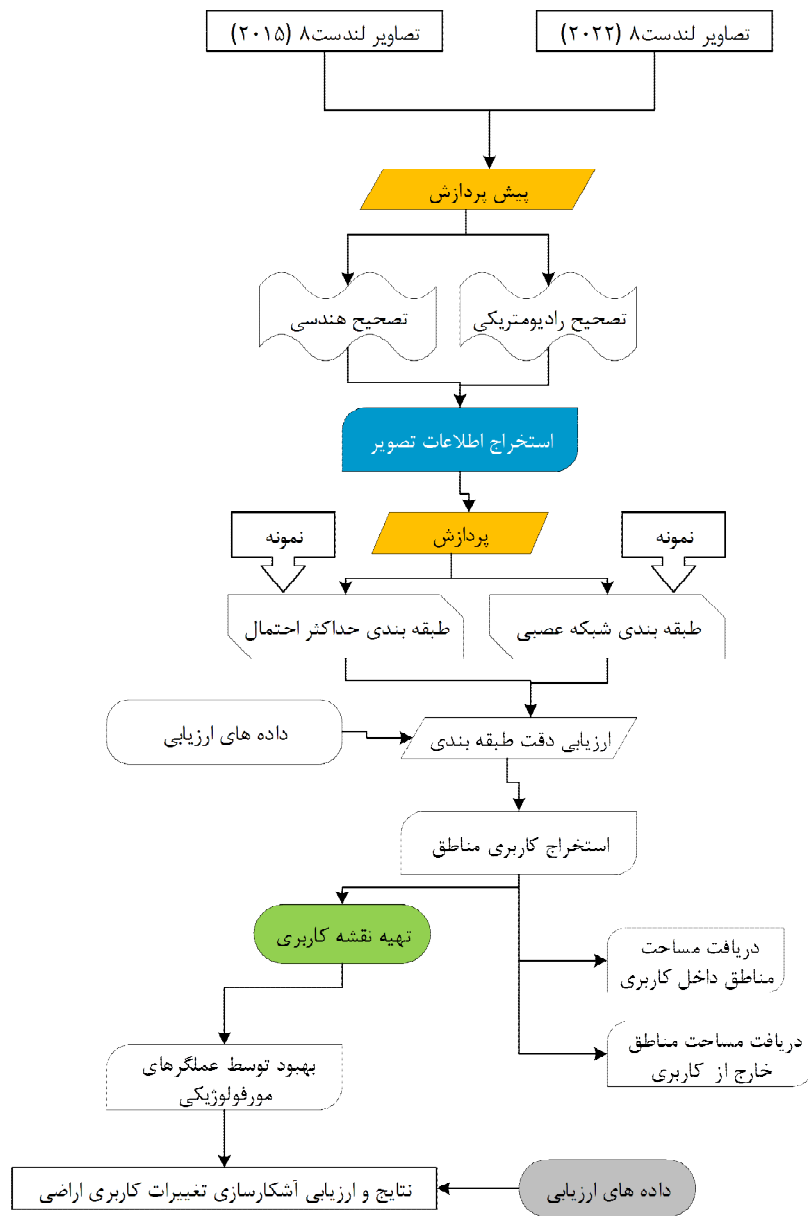 تصاویر لندست۸ (۲۰۲۲)
تصاویر لندست۸ (۲۰۱۵)
پیش پردازش
تصحیح رادیومتریکی
تصحیح هندسی
استخراج اطلاعات تصویر
نمونه
پردازش
نمونه
طبقه بندی شبکه عصبی
طبقه بندی حداکثر احتمال
ارزیابی دقت طبقه بندی
داده های ارزیابی
استخراج کاربری مناطق
تهیه نقشه کاربری
دریافت مساحت
مناطق داخل کاربری
دریافت مساحت مناطق
خارج از کاربری
بهبود توسط عملگرهای
مورفولوژیکی
داده های ارزیابی
نتایج و ارزیابی آشکارسازی تغییرات کاربری اراضی